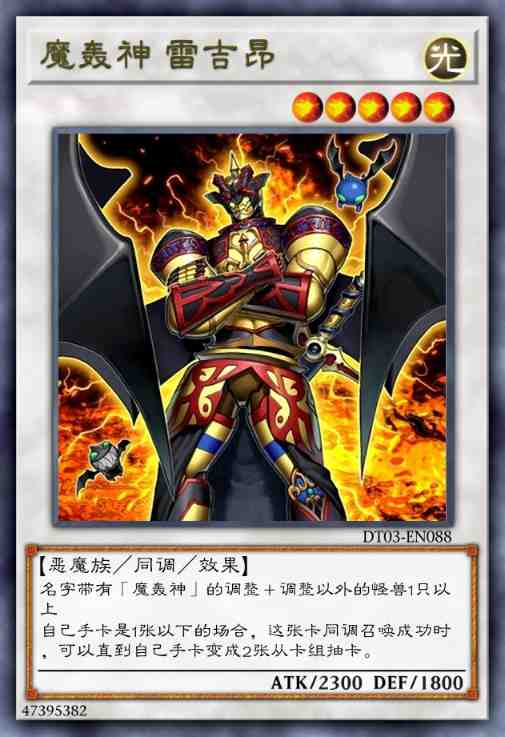 魔轰神 雷吉昂
光
DT03-EN088
【恶魔族／同调／效果】
名字带有「魔轰神」的调整＋调整以外的怪兽1只以
上
自己手卡是1张以下的场合，这张卡同调召唤成功时
，可以直到自己手卡变成2张从卡组抽卡。
ATK/2300 DEF/1800
47395382